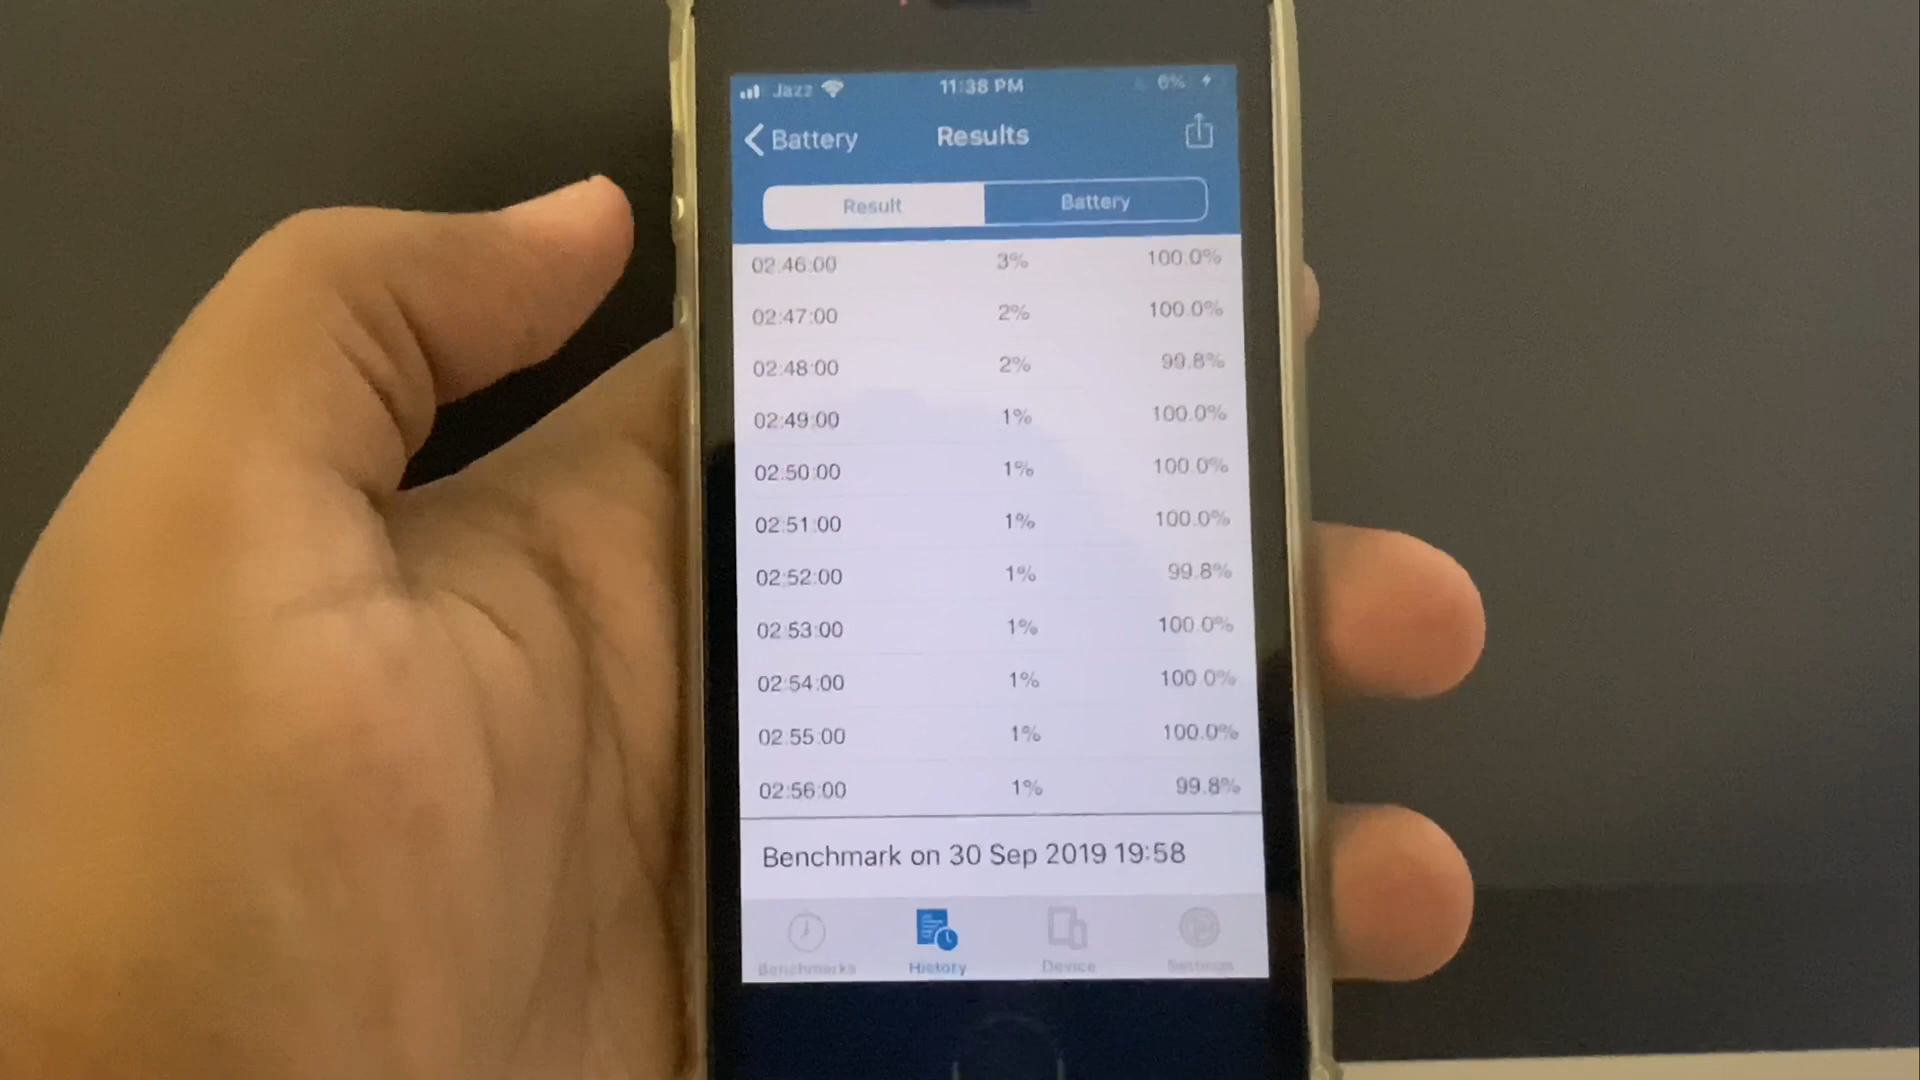 Jazz 11:38 PM 6%
Battery Results
Result Battery
02:46:00 3% 100.0%
02:47:00 2% 100.0%
02:48:00 2% 99.8%
02:49:00 1% 100.0%
02:50:00 1% 100.0%
02:51:00 1% 100.0%
02:52:00 1% 99.8%
02:53:00 1% 100.0%
02:54:00 1% 100.0%
02:55:00 1% 100.0%
02:56:00 1% 99.8%
Benchmark on 30 Sep 2019 19:58
Benchmarks History Device Settings